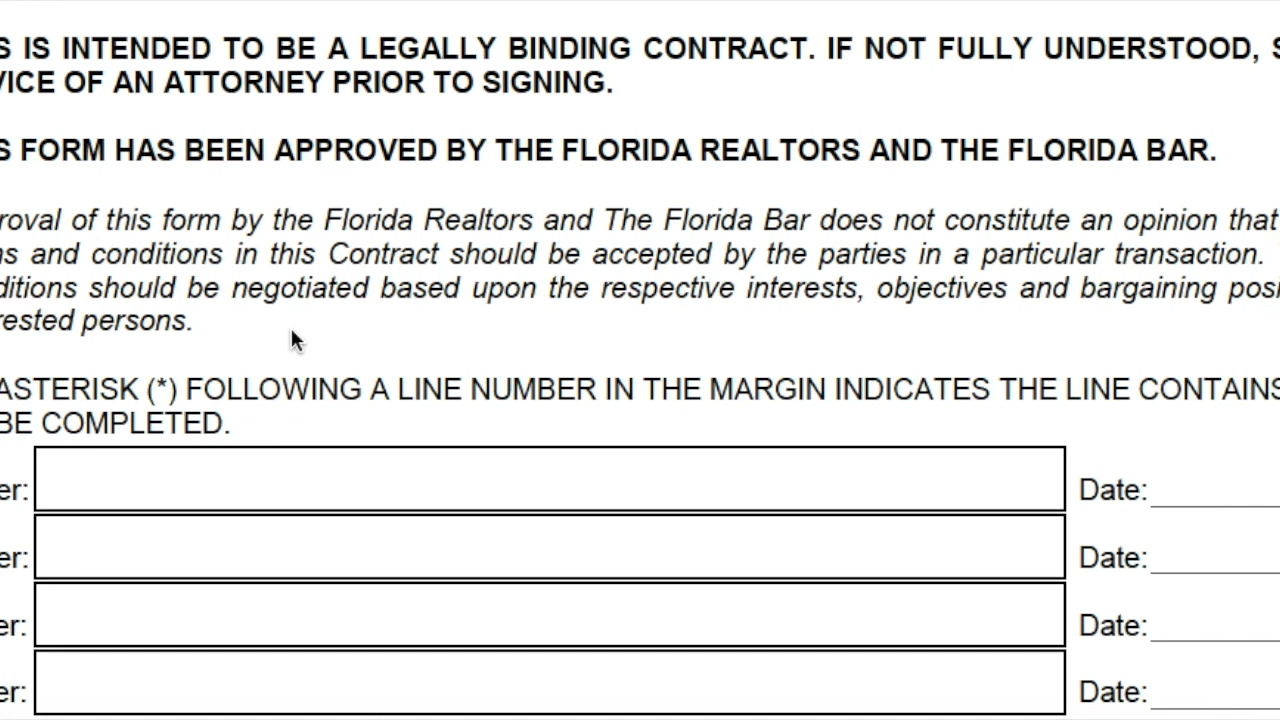 IS INTENDED TO BE A LEGALLY BINDING CONTRACT. IF NOT FULLY UNDERSTOOD,
OF AN ATTORNEY PRIOR TO SIGNING.
FORM HAS BEEN APPROVED BY THE FLORIDA REALTORS AND THE FLORIDA BAR.
roval of this form by the Florida Realtors and The Florida Bar does not constitute an opinion that
and conditions in this Contract should be accepted by the parties in a particular transaction.
ditions should be negotiated based upon the respective interests, objectives and bargaining
rested persons.
ASTERISK (*) FOLLOWING A LINE NUMBER IN THE MARGIN INDICATES THE LINE CONTAINS
BE COMPLETED.
er: Date:
er: Date:
er: Date:
er: Date: